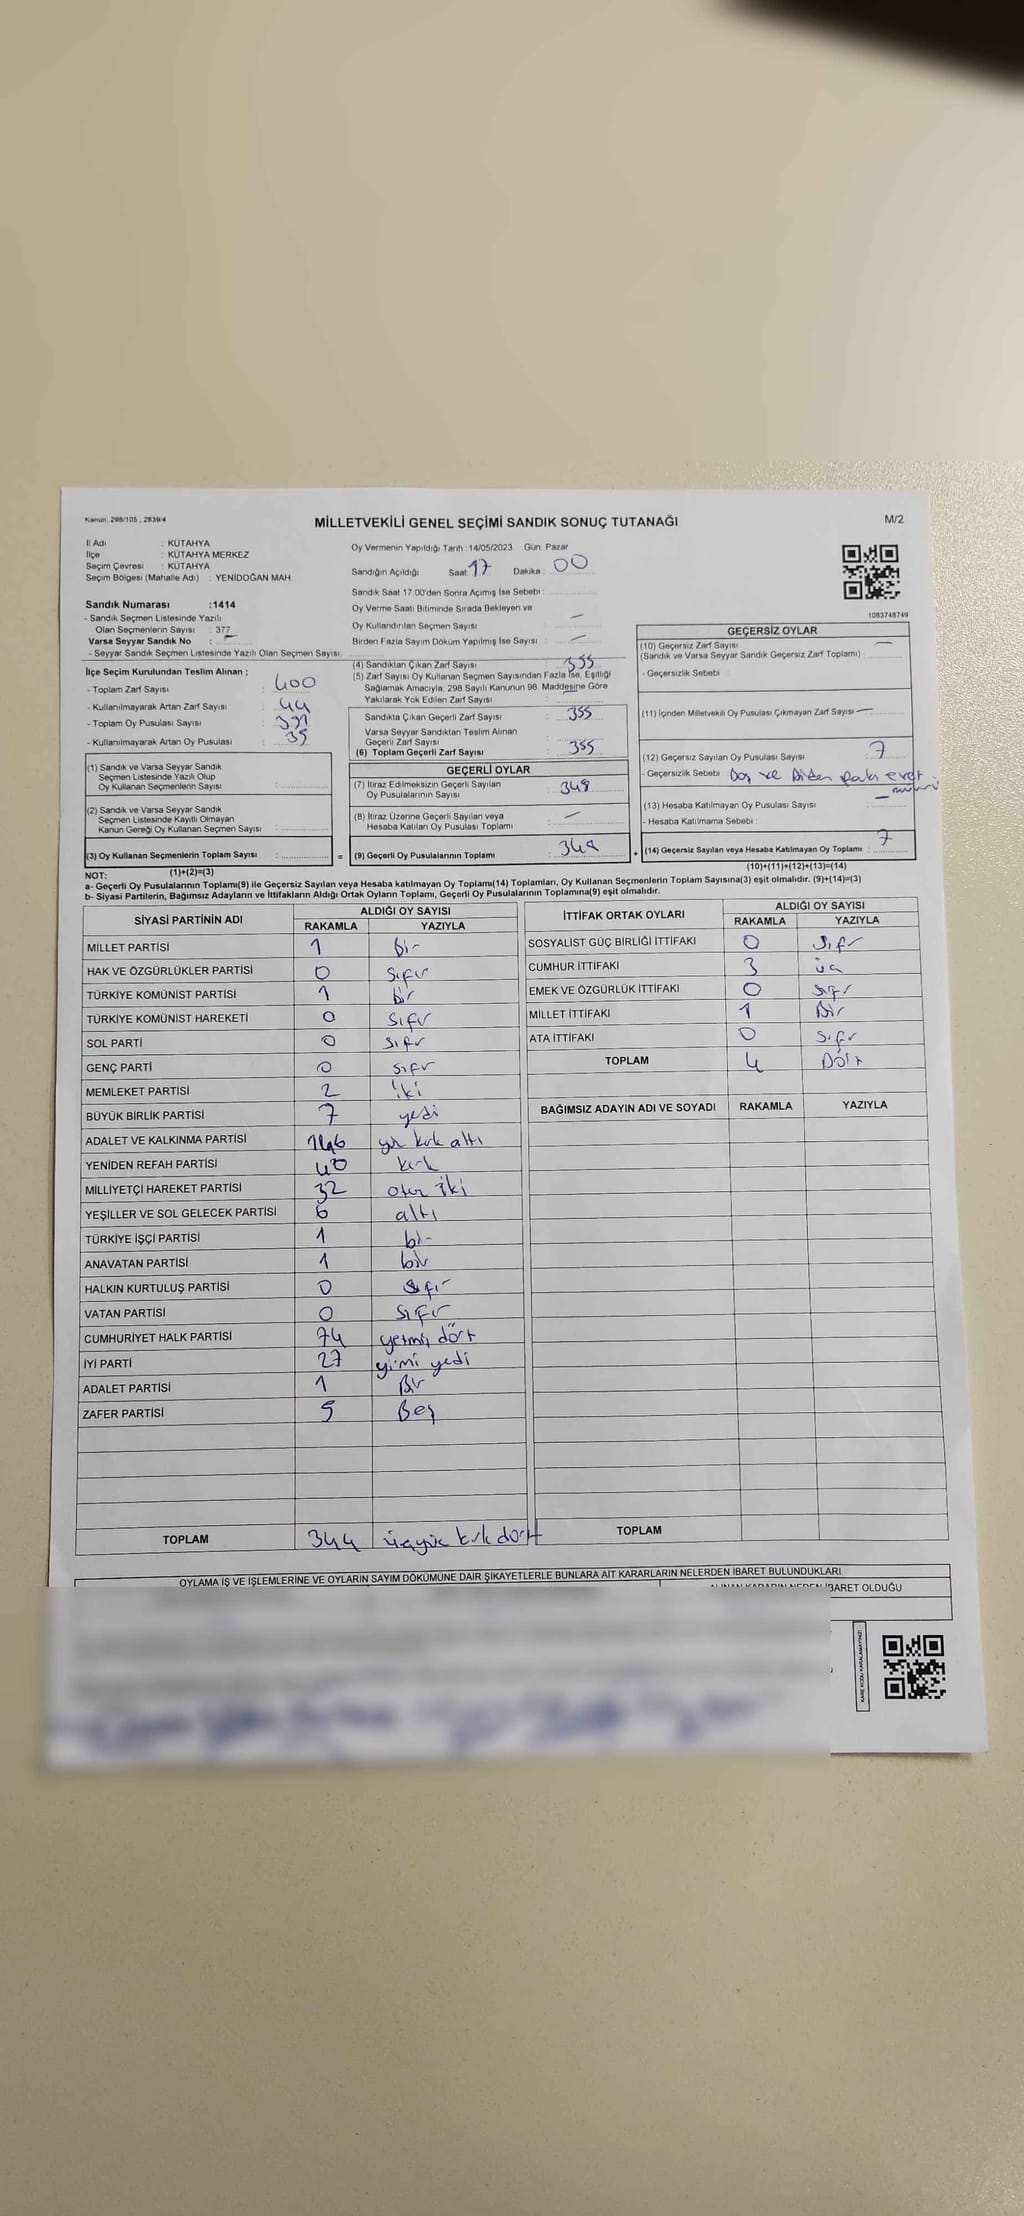 Kanun: 298/105 , 2839/4
MİLLETVEKİLİ GENEL SEÇİMİ SANDIK SONUÇ TUTANAĞI
M/2
İl Adı : KÜTAHYA
İlçe : KÜTAHYA MERKEZ
Seçim Çevresi : KÜTAHYA
Seçim Bölgesi (Mahalle Adı) : YENİDOĞAN MAH.
Sandık Numarası :1414
- Sandık Seçmen Listesinde Yazılı
Olan Seçmenlerin Sayısı : 377
Varsa Seyyar Sandık No : –
- Seyyar Sandık Seçmen Listesinde Yazılı Olan Seçmen Sayısı:
İlçe Seçim Kurulundan Teslim Alınan ;
- Toplam Zarf Sayısı : 400
- Kullanılmayarak Artan Zarf Sayısı : 44
- Toplam Oy Pusulası Sayısı : 391
- Kullanılmayarak Artan Oy Pusulası : 35
(1) Sandık ve Varsa Seyyar Sandık
Seçmen Listesinde Yazılı Olup
Oy Kullanan Seçmenlerin Sayısı :
(2) Sandık ve Varsa Seyyar Sandık
Seçmen Listesinde Kayıtlı Olmayan
Kanun Gereği Oy Kullanan Seçmen Sayısı :
(3) Oy Kullanan Seçmenlerin Toplam Sayısı : =
(1)+(2)=(3)
Oy Vermenin Yapıldığı Tarih : 14/05/2023 Gün: Pazar
Sandığın Açıldığı Saat: 17 Dakika : 00
Sandık Saat 17:00'den Sonra Açımış İse Sebebi :
Oy Verme Saati Bitiminde Sırada Bekleyen ve
Oy Kullandırılan Seçmen Sayısı : –
Birden Fazla Sayım Döküm Yapılmış İse Sayısı : –
(4) Sandıktan Çıkan Zarf Sayısı : 355
(5) Zarf Sayısı Oy Kullanan Seçmen Sayısından Fazla İse, Eşitliği
Sağlamak Amacıyla, 298 Sayılı Kanunun 98. Maddesine Göre
Yakılarak Yok Edilen Zarf Sayısı : –
Sandıkta Çıkan Geçerli Zarf Sayısı : 355
Varsa Seyyar Sandıktan Teslim Alınan
Geçerli Zarf Sayısı :
(6) Toplam Geçerli Zarf Sayısı : 355
GEÇERLİ OYLAR
(7) İtiraz Edilmeksizin Geçerli Sayılan
Oy Pusulalarının Sayısı : 348
(8) İtiraz Üzerine Geçerli Sayılan veya
Hesaba Katılan Oy Pusulası Toplamı : –
(9) Geçerli Oy Pusulalarının Toplamı : 348 +
1083748749
GEÇERSİZ OYLAR
(10) Geçersiz Zarf Sayısı –
(Sandık ve Varsa Seyyar Sandık Geçersiz Zarf Toplamı) :
- Geçersizlik Sebebi :
(11) İçinden Milletvekili Oy Pusulası Çıkmayan Zarf Sayısı : –
(12) Geçersiz Sayılan Oy Pusulası Sayısı : 7
- Geçersizlik Sebebi : Boş ve Birden fazla evet
mührü
(13) Hesaba Katılmayan Oy Pusulası Sayısı : –
- Hesaba Katılmama Sebebi :
(14) Geçersiz Sayılan veya Hesaba Katılmayan Oy Toplamı : 7
(10)+(11)+(12)+(13)=(14)
NOT:
a- Geçerli Oy Pusulalarının Toplamı(9) ile Geçersiz Sayılan veya Hesaba katılmayan Oy Toplamı(14) Toplamları, Oy Kullanan Seçmenlerin Toplam Sayısına(3) eşit olmalıdır. (9)+(14)=(3)
b- Siyasi Partilerin, Bağımsız Adayların ve İttifakların Aldığı Ortak Oyların Toplamı, Geçerli Oy Pusulalarının Toplamına(9) eşit olmalıdır.
SİYASİ PARTİNİN ADI ALDIĞI OY SAYISI
RAKAMLA YAZIYLA
MİLLET PARTİSİ 1 bir
HAK VE ÖZGÜRLÜKLER PARTİSİ 0 sıfır
TÜRKİYE KOMÜNİST PARTİSİ 1 bir
TÜRKİYE KOMÜNİST HAREKETİ 0 sıfır
SOL PARTİ 0 sıfır
GENÇ PARTİ 0 sıfır
MEMLEKET PARTİSİ 2 iki
BÜYÜK BİRLİK PARTİSİ 7 yedi
ADALET VE KALKINMA PARTİSİ 146 yüz kırk altı
YENİDEN REFAH PARTİSİ 40 kırk
MİLLİYETÇİ HAREKET PARTİSİ 32 otuz iki
YEŞİLLER VE SOL GELECEK PARTİSİ 6 altı
TÜRKİYE İŞÇİ PARTİSİ 1 bir
ANAVATAN PARTİSİ 1 bir
HALKIN KURTULUŞ PARTİSİ 0 sıfır
VATAN PARTİSİ 0 sıfır
CUMHURİYET HALK PARTİSİ 74 yetmiş dört
İYİ PARTİ 27 yirmi yedi
ADALET PARTİSİ 1 Bir
ZAFER PARTİSİ 5 Beş
TOPLAM 344 üçyüz kırk dört
İTTİFAK ORTAK OYLARI ALDIĞI OY SAYISI
RAKAMLA YAZIYLA
SOSYALİST GÜÇ BİRLİĞİ İTTİFAKI 0 sıfır
CUMHUR İTTİFAKI 3 üç
EMEK VE ÖZGÜRLÜK İTTİFAKI 0 sıfır
MİLLET İTTİFAKI 1 Bir
ATA İTTİFAKI 0 sıfır
TOPLAM 4 Dört
BAĞIMSIZ ADAYIN ADI VE SOYADI RAKAMLA YAZIYLA
TOPLAM
OYLAMA İŞ VE İŞLEMLERİNE VE OYLARIN SAYIM DÖKÜMÜNE DAİR ŞİKAYETLERLE BUNLARA AİT KARARLARIN NELERDEN İBARET BULUNDUKLARI
ALINAN KARARIN NEDEN İBARET OLDUĞU
KARE KODU KARALAMAYINIZ!